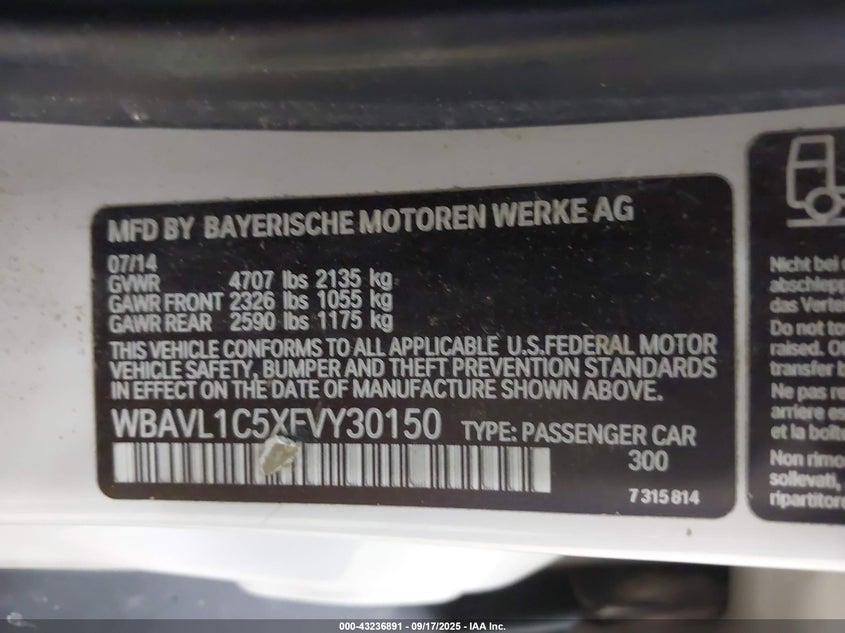 MFD BY BAYERISCHE MOTOREN WERKE AG
07/14
GVWR 4707 lbs 2135 kg
GAWR FRONT 2326 lbs 1055 kg
GAWR REAR 2590 lbs 1175 kg
THIS VEHICLE CONFORMS TO ALL APPLICABLE U.S.FEDERAL MOTOR
VEHICLE SAFETY, BUMPER AND THEFT PREVENTION STANDARDS
IN EFFECT ON THE DATE OF MANUFACTURE SHOWN ABOVE.
WBAVL1C5XFVY30150 TYPE: PASSENGER CAR
300
7 315 814
Nicht bei
abschlepp
das Verte
Do not to
raised. O
transfer b
Ne pas re
arriere es
et la boît
Non rimo
sollevati,
ripartitore
000-43236891 - 09/17/2025 - IAA Inc.